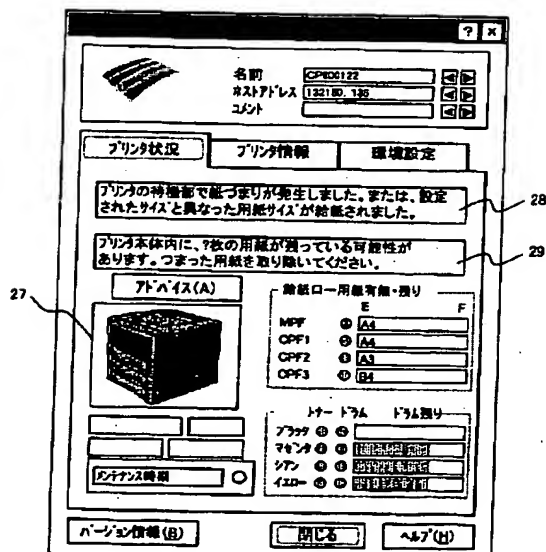 ? ×
名前 CP800122
ホストアドレス 132180.135
コメント
プリンタ状況 プリンタ情報 環境設定
プリンタの待機部で紙づまりが発生しました。または、設定
されたサイズと異なった用紙サイズが給紙されました。
28
プリンタ本体内に、?枚の用紙が残っている可能性が
あります。つまった用紙を取り除いてください。
29
27
アドバイス(A)
給紙口-用紙有無・残り
E F
MPF A4
CPF1 A4
CPF2 A3
CPF3 B4
トナー ドラム ドラム残り
ブラック
マゼンタ
シアン
イエロー
メンテナンス時期
バージョン情報(B) 閉じる ヘルプ(H)